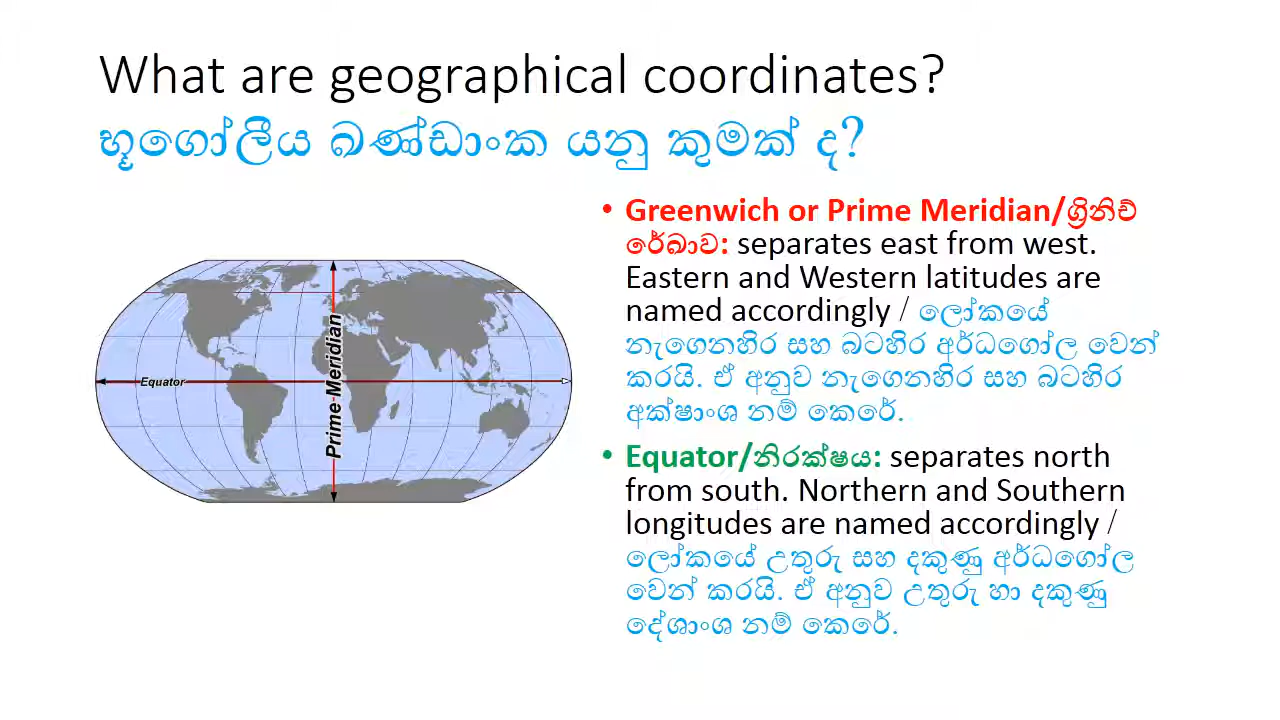 What are geographical coordinates?
භූගෝලීය ඛණ්ඩාංක යනු කුමක් ද?
• Greenwich or Prime Meridian/ග්‍රිනිච්
රේඛාව: separates east from west.
Eastern and Western latitudes are
named accordingly / ලෝකයේ
නැගෙනහිර සහ බටහිර අර්ධගෝල වෙන්
කරයි. ඒ අනුව නැගෙනහිර සහ බටහිර
අක්ෂාංශ නම් කෙරේ.
• Equator/නිරක්ෂය: separates north
from south. Northern and Southern
longitudes are named accordingly /
ලෝකයේ උතුරු සහ දකුණු අර්ධගෝල
වෙන් කරයි. ඒ අනුව උතුරු හා දකුණු
දේශාංශ නම් කෙරේ.
Equator
Prime Meridian